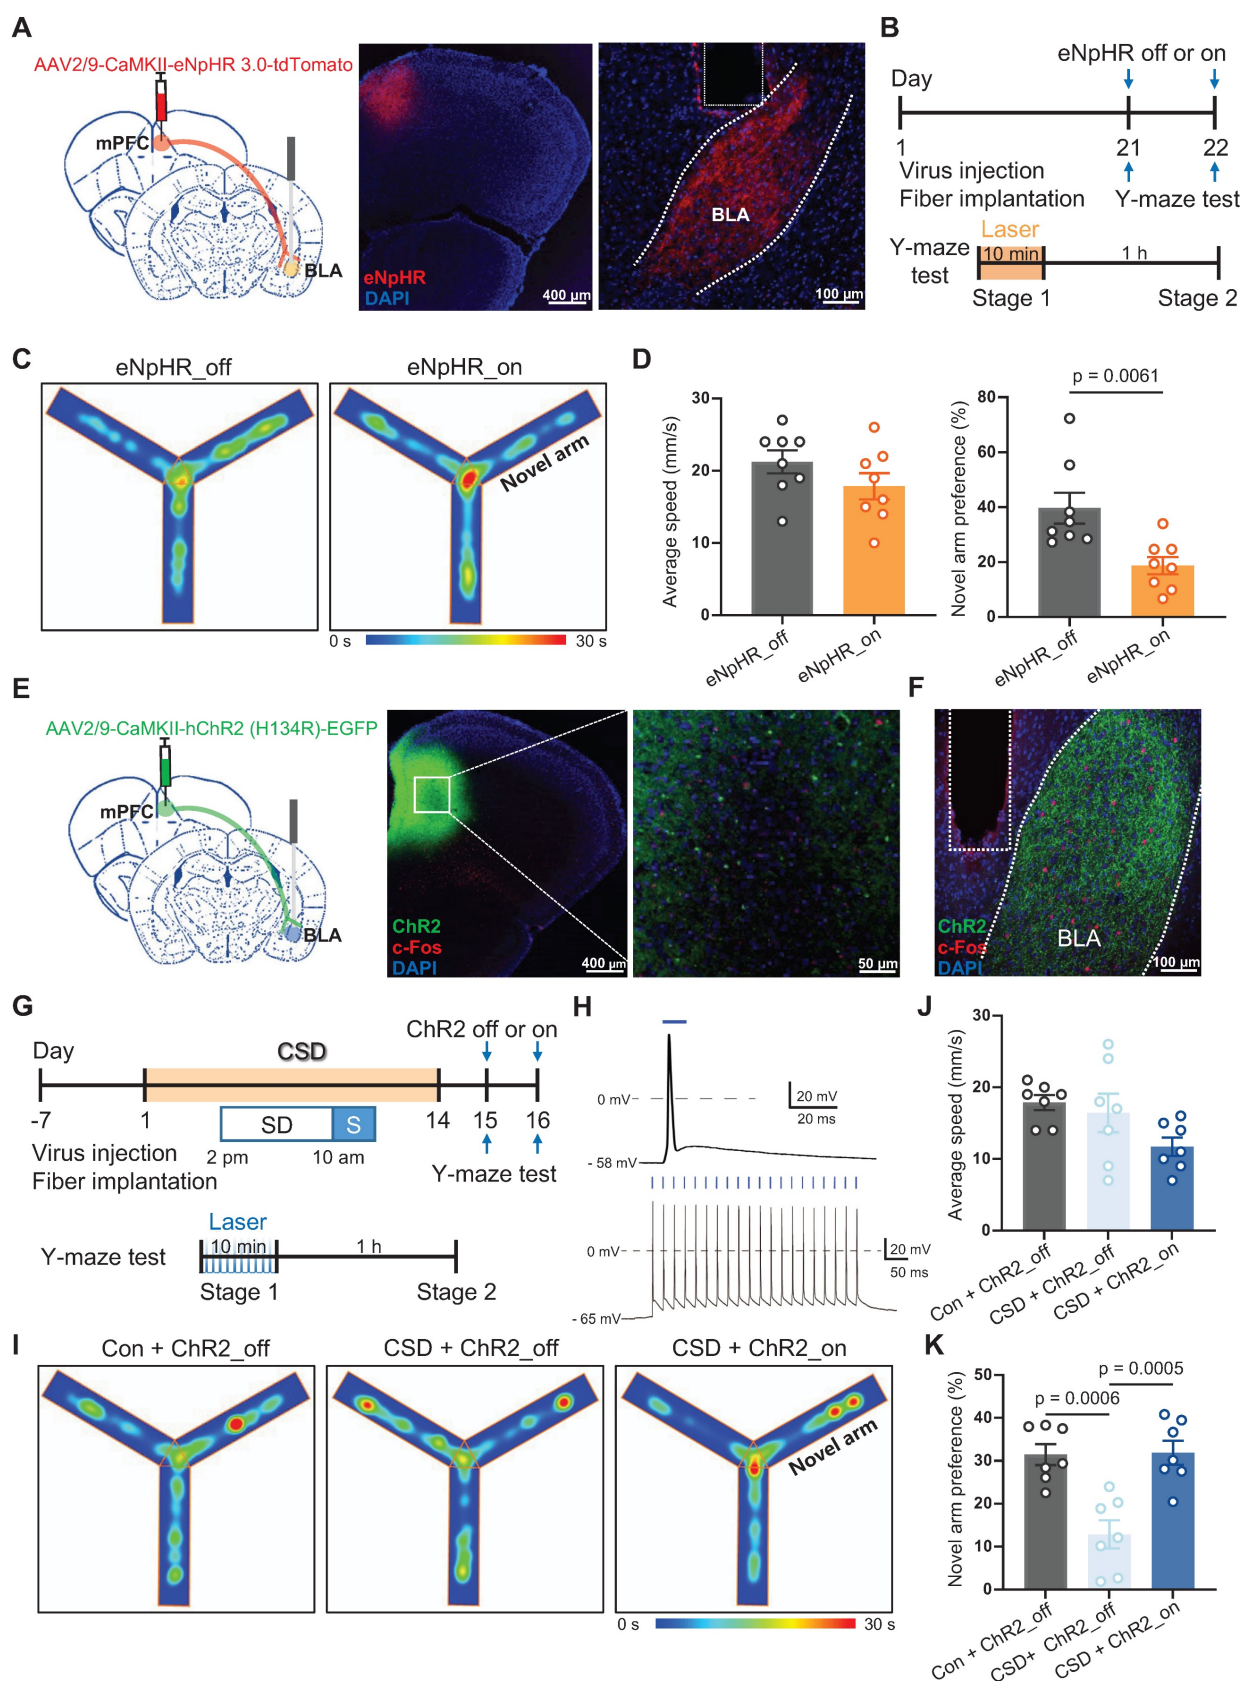 A
AAV2/9-CaMKII-eNpHR 3.0-tdTomato
mPFC
BLA
eNpHR
DAPI
400 µm
BLA
100 µm
B
eNpHR off or on
Day
1
21
22
Virus injection
Fiber implantation
Y-maze test
Laser
Y-maze
test
10 min
1 h
Stage 1
Stage 2
C
eNpHR_off
eNpHR_on
Novel arm
0 s
30 s
D
Average speed (mm/s)
30
20
10
0
eNpHR_off
eNpHR_on
p = 0.0061
Novel arm preference (%)
80
60
40
20
0
eNpHR_off
eNpHR_on
E
AAV2/9-CaMKII-hChR2 (H134R)-EGFP
mPFC
BLA
ChR2
c-Fos
DAPI
400 µm
50 µm
F
ChR2
c-Fos
DAPI
BLA
100 µm
G
ChR2 off or on
Day
CSD
-7
1
14
15
16
SD
S
2 pm
10 am
Virus injection
Fiber implantation
Y-maze test
Laser
Y-maze test
10 min
1 h
Stage 1
Stage 2
H
0 mV
20 mV
20 ms
- 58 mV
0 mV
20 mV
50 ms
- 65 mV
J
Average speed (mm/s)
30
20
10
0
Con + ChR2_off
CSD + ChR2_off
CSD + ChR2_on
I
Con + ChR2_off
CSD + ChR2_off
CSD + ChR2_on
Novel arm
0 s
30 s
K
p = 0.0005
p = 0.0006
Novel arm preference (%)
50
40
30
20
10
0
Con + ChR2_off
CSD+ ChR2_off
CSD + ChR2_on